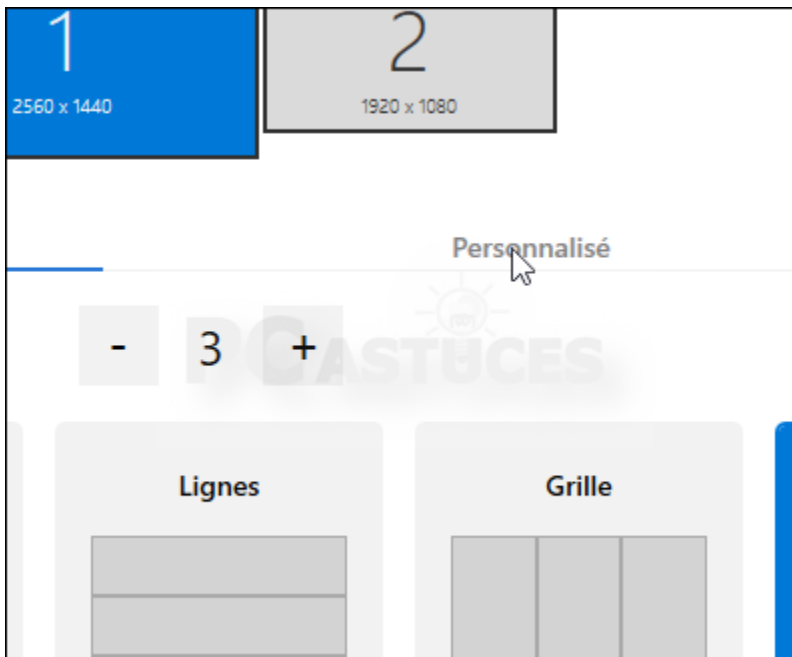 1
2
2560 x 1440
1920 x 1080
Personnalisé
- 3 +
PC ASTUCES
Lignes
Grille